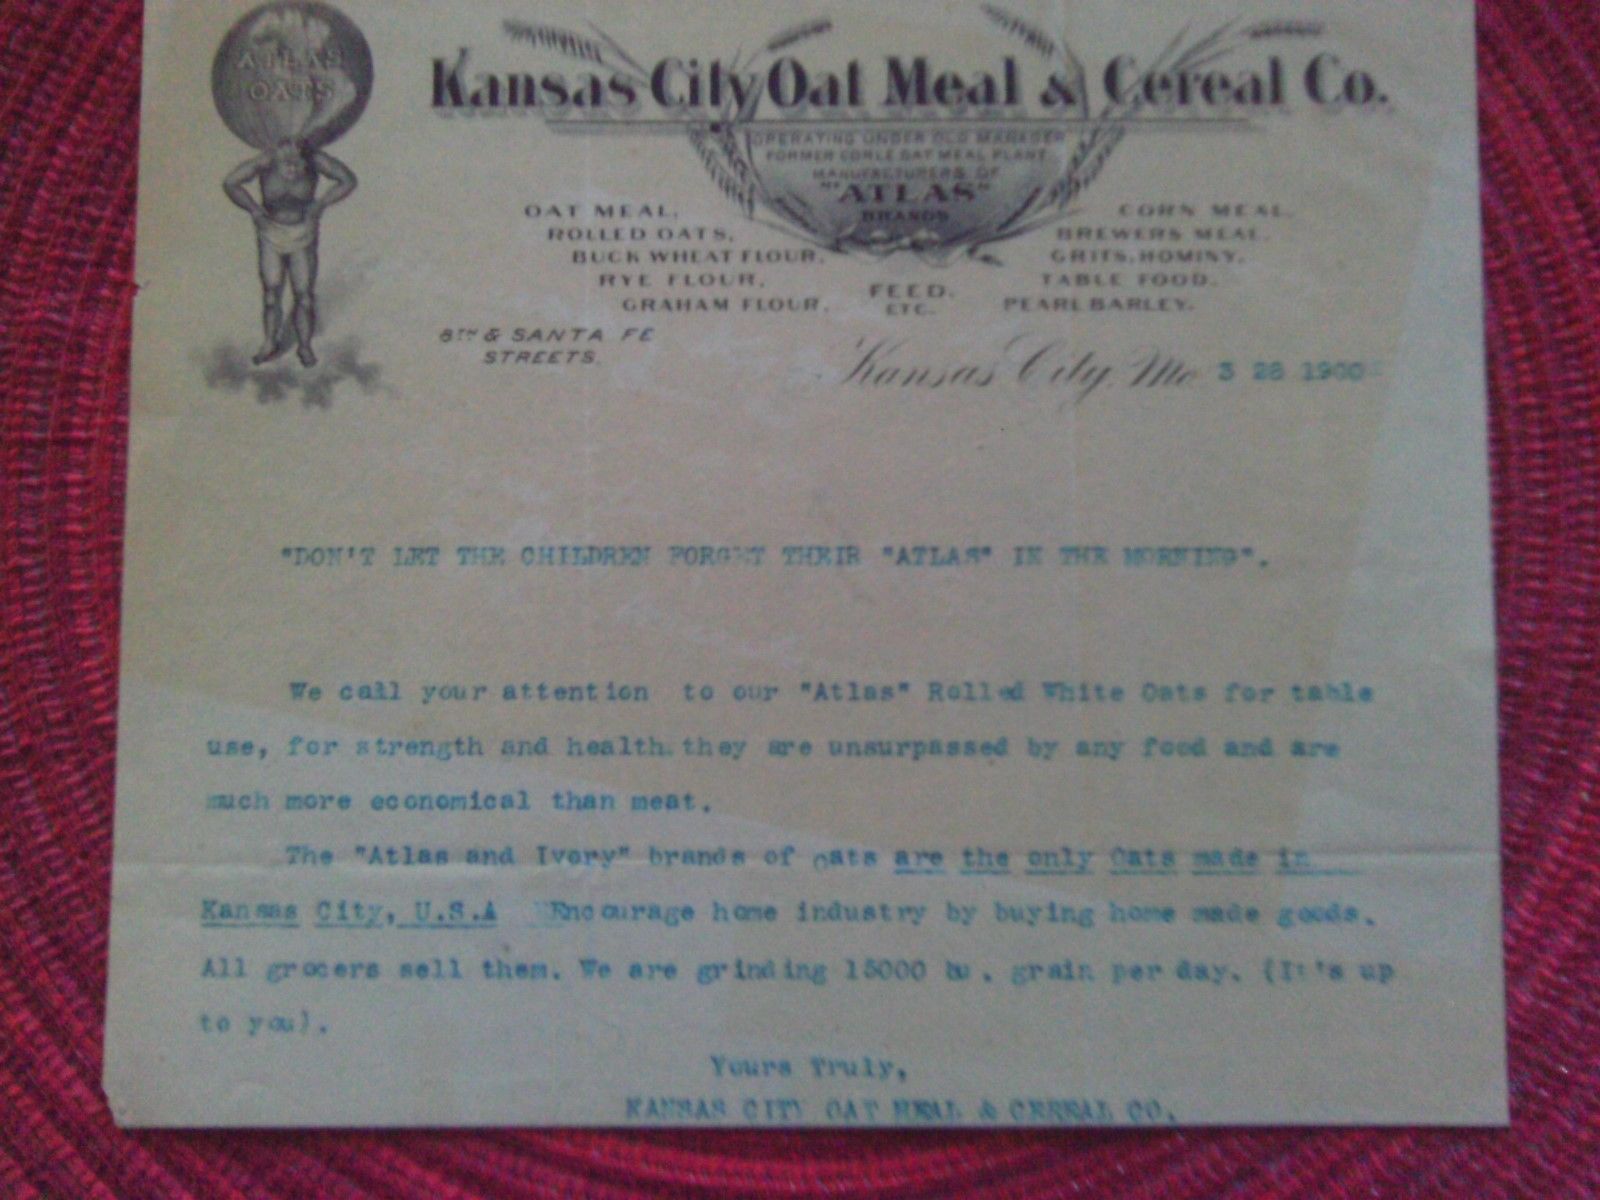 ATLAS
OATS
Kansas City Oat Meal & Cereal Co.
OPERATING UNDER OLD MANAGER
FORMER CORLE OAT MEAL PLANT
MANUFACTURERS OF
"ATLAS"
BRANDS
OAT MEAL,
ROLLED OATS,
BUCK WHEAT FLOUR,
RYE FLOUR,
GRAHAM FLOUR,
FEED.
ETC.
CORN MEAL,
BREWERS MEAL,
GRITS, HOMINY,
TABLE FOOD.
PEARL BARLEY.
8TH & SANTA FE
STREETS.
Kansas City, Mo 3 28 1900
"DON'T LET THE CHILDREN FORGET THEIR "ATLAS" IN THE MORNING".
We call your attention to our "Atlas" Rolled White Oats for table
use, for strength and health they are unsurpassed by any food and are
much more economical than meat.
The "Atlas and Ivory" brands of oats are the only Oats made in
Kansas City, U.S.A Encourage home industry by buying home made goods.
All grocers sell them. We are grinding 15000 bu. grain per day. (It's up
to you).
Yours Truly,
KANSAS CITY OAT MEAL & CEREAL CO.